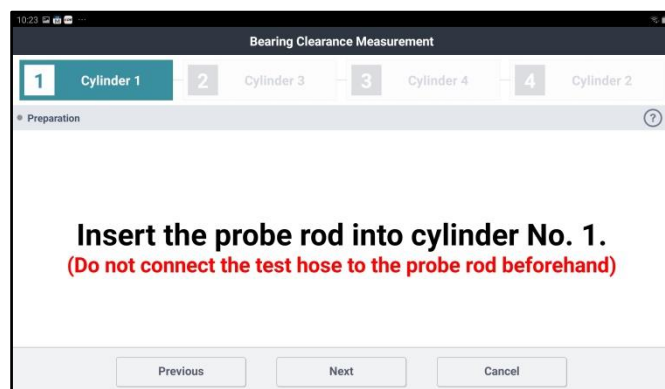 10:23
Bearing Clearance Measurement
1 Cylinder 1 2 Cylinder 3 3 Cylinder 4 4 Cylinder 2
Preparation ?
Insert the probe rod into cylinder No. 1.
(Do not connect the test hose to the probe rod beforehand)
Previous Next Cancel